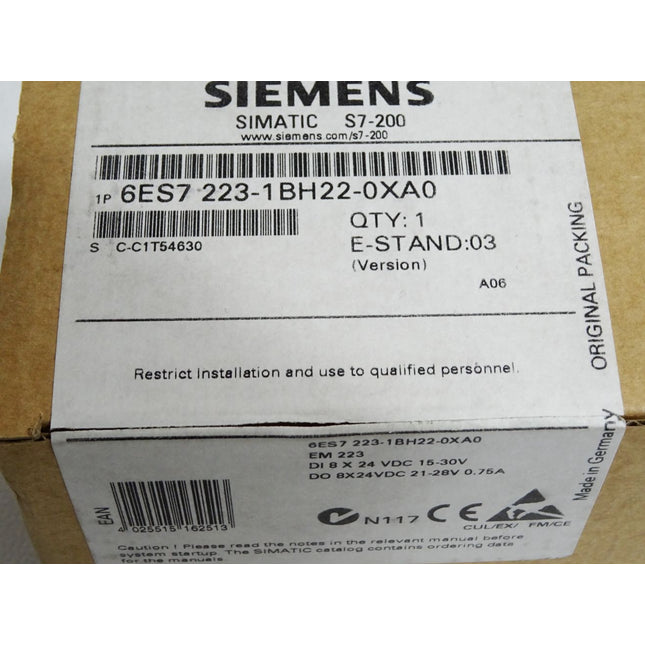 SIEMENS
SIMATIC S7-200
www.siemens.com/s7-200
1P 6ES7 223-1BH22-0XA0
S C-C1T54630
QTY: 1
E-STAND:03
(Version)
A06
ORIGINAL PACKING
Restrict Installation and use to qualified personnel.
6ES7 223-1BH22-0XA0
EM 223
DI 8 X 24 VDC 15-30V
DO 8X24VDC 21-28V 0.75A
Made in Germany
EAN
4 025515 162513
N117 CE
CUL/EX/ FM/CE
Caution ! Please read the notes in the relevant manual before
system startup. The SIMATIC catalog contains ordering data
for the manuals.